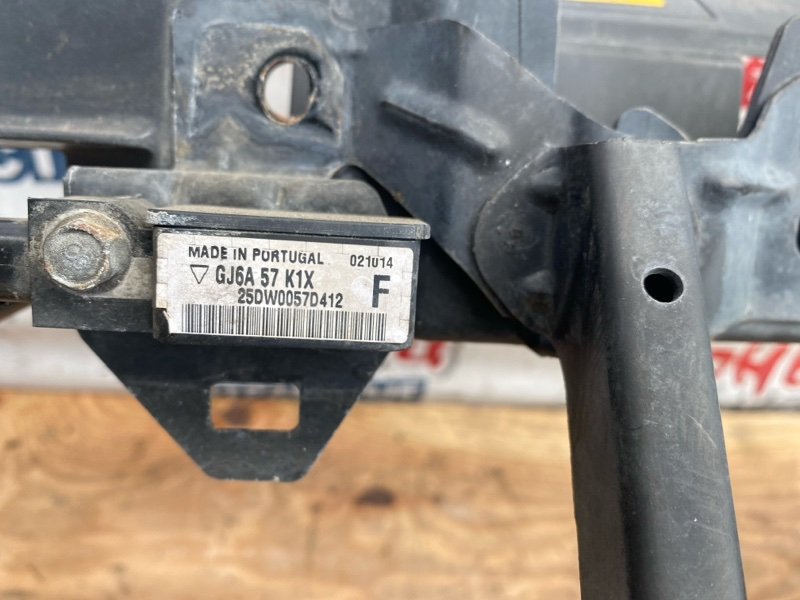 MADE IN PORTUGAL 021014
GJ6A 57 K1X
25DW0057D412
F